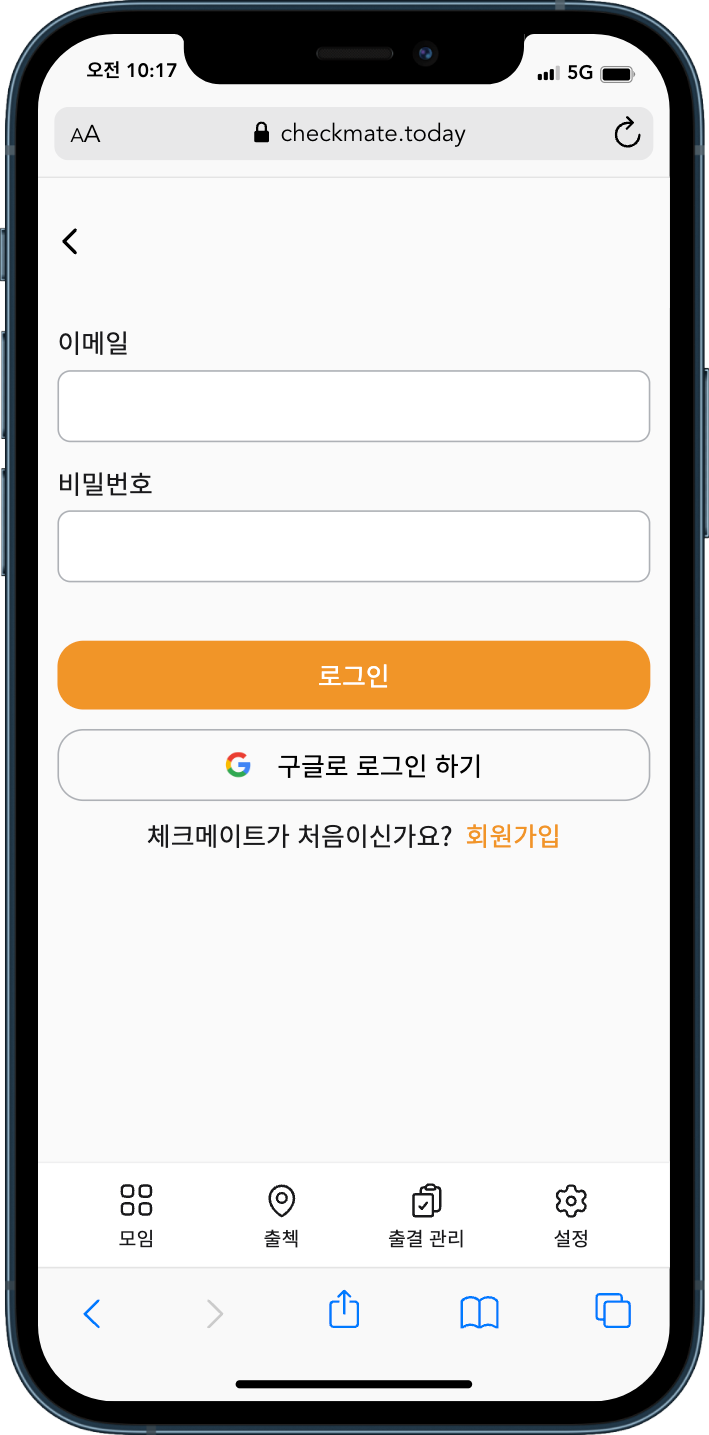 오전 10:17
5G
AA
checkmate.today
이메일
비밀번호
로그인
구글로 로그인 하기
체크메이트가 처음이신가요? 회원가입
모임 출첵 출결 관리 설정